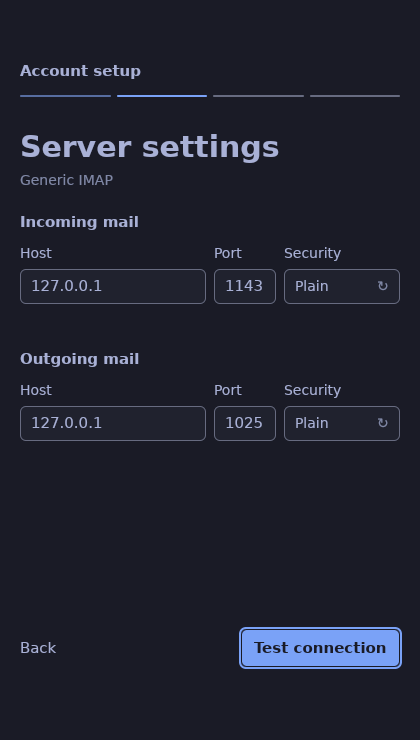 Account setup
Server settings
Generic IMAP
Incoming mail
Host Port Security
127.0.0.1 1143 Plain ↻
Outgoing mail
Host Port Security
127.0.0.1 1025 Plain ↻
Back Test connection